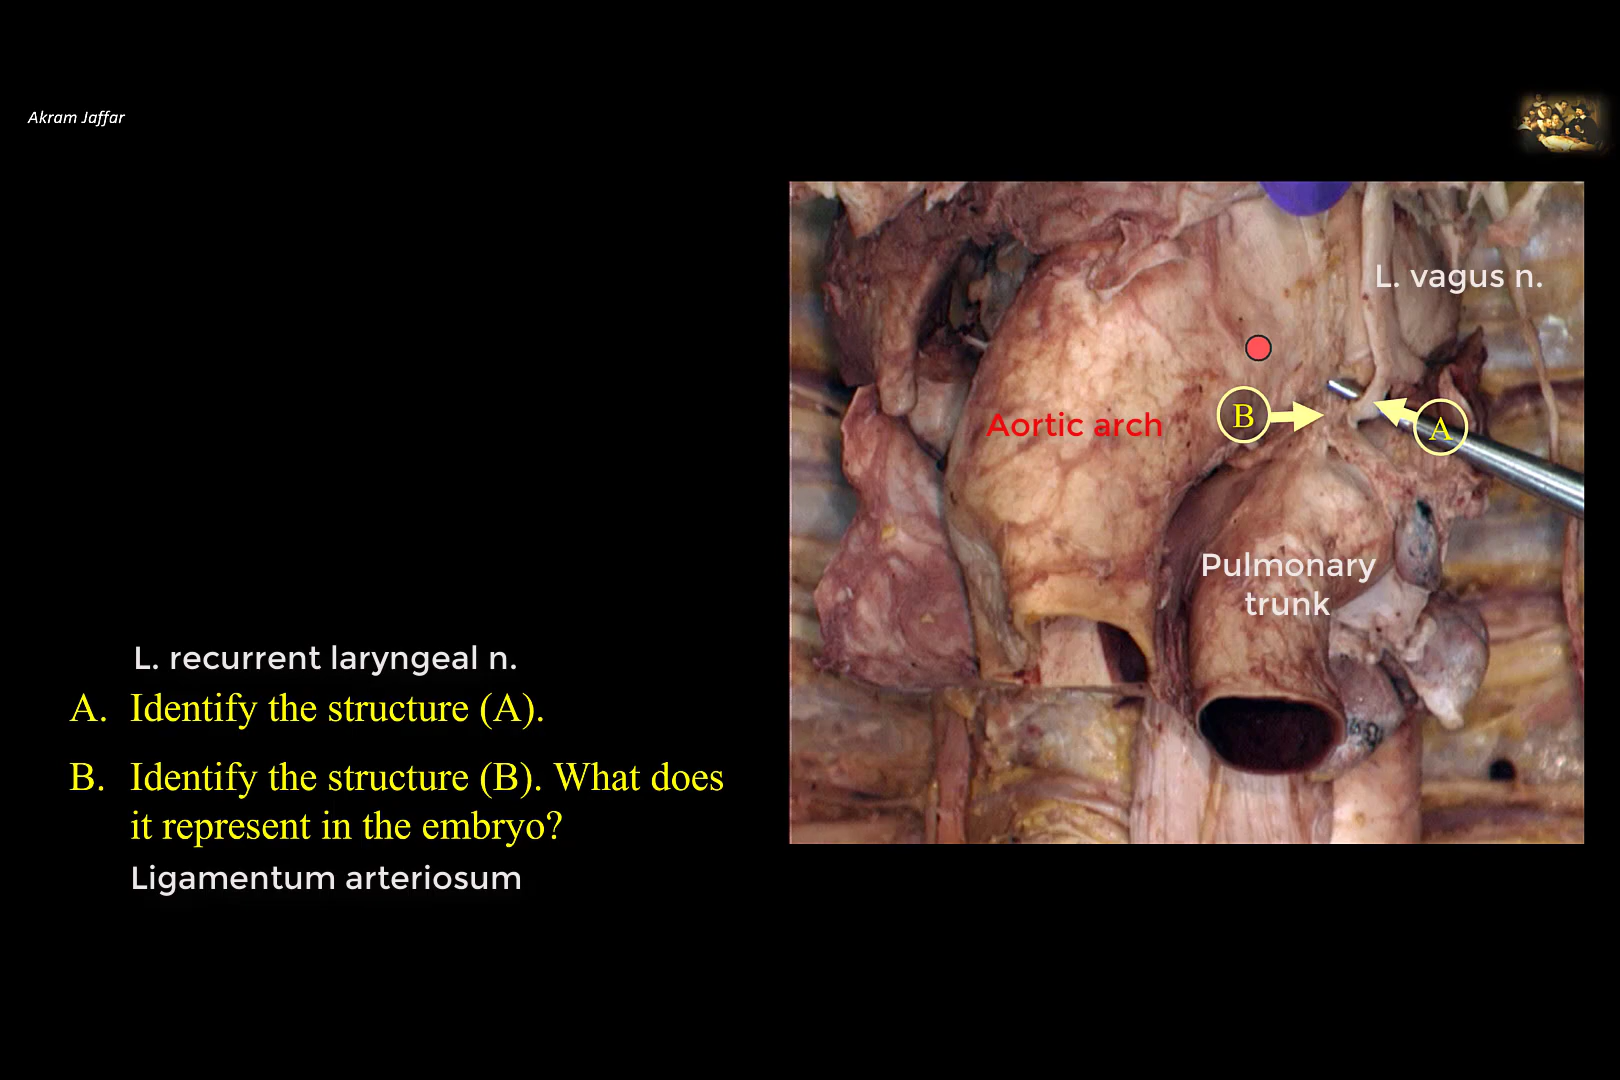 Akram Jaffar
L. vagus n.
B
A
Aortic arch
Pulmonary
trunk
L. recurrent laryngeal n.
A. Identify the structure (A).
B. Identify the structure (B). What does
it represent in the embryo?
Ligamentum arteriosum